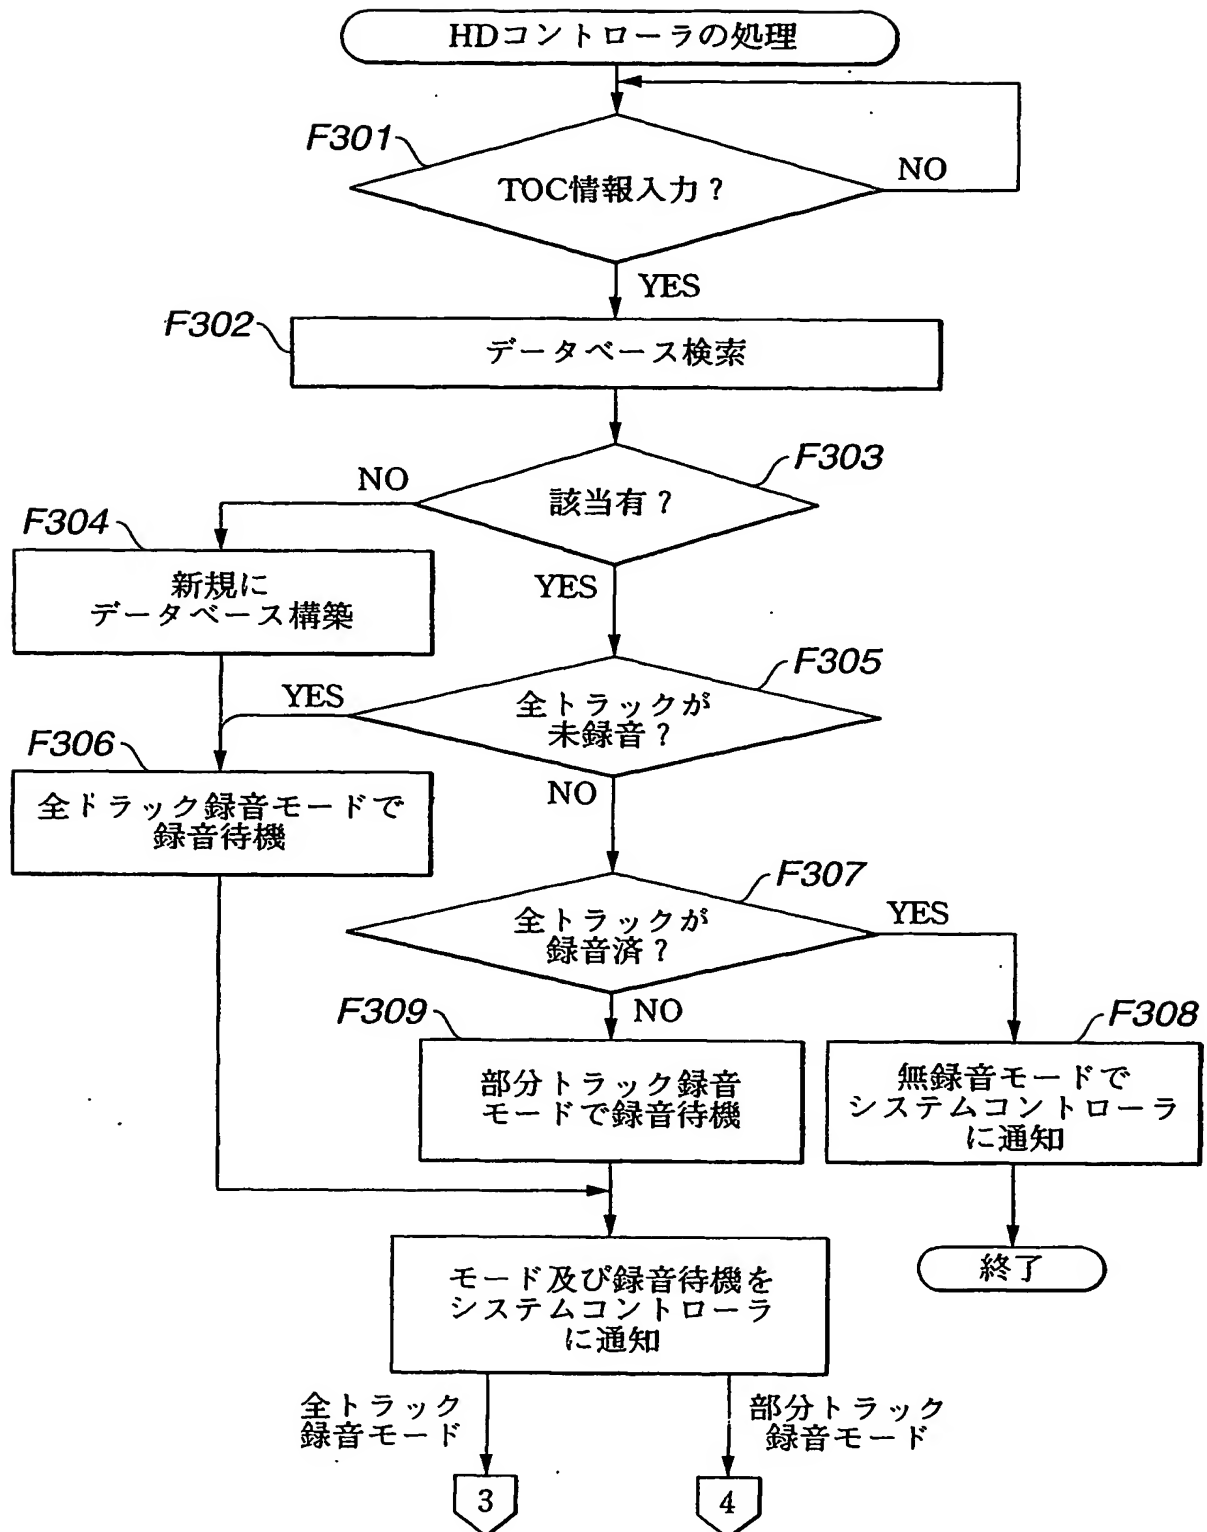 HDコントローラの処理
F301
TOC情報入力?
NO
YES
F302
データベース検索
F303
該当有?
NO
F304
新規に
データベース構築
YES
F305
全トラックが
未録音?
YES
F306
全トラック録音モードで
録音待機
NO
F307
全トラックが
録音済?
YES
NO
F309
部分トラック録音
モードで録音待機
F308
無録音モードで
システムコントローラ
に通知
終了
モード及び録音待機を
システムコントローラ
に通知
全トラック
録音モード
部分トラック
録音モード
3
4